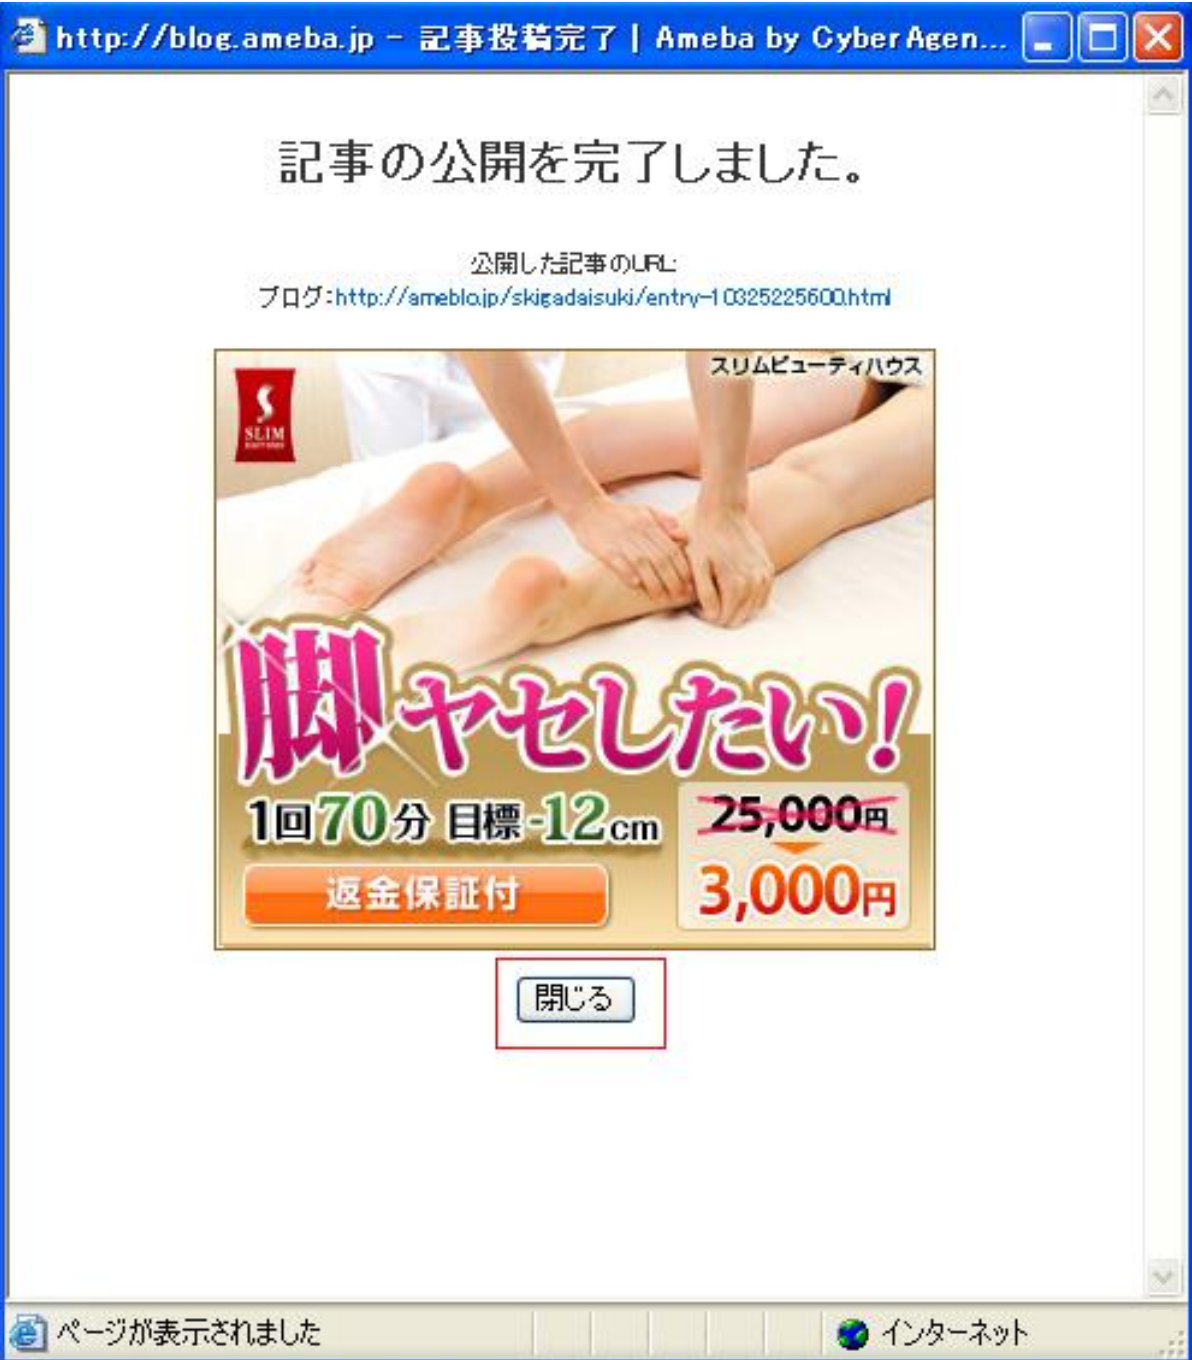 http://blog.ameba.jp - 記事投稿完了 | Ameba by CyberAgen...
記事の公開を完了しました。
公開した記事のURL:
ブログ:http://ameblo.jp/skigadaisuki/entry-10325225600.html
スリムビューティハウス
S
SLIM
脚ヤセしたい!
1回70分 目標-12cm
25,000円
返金保証付
3,000円
閉じる
ページが表示されました
インターネット